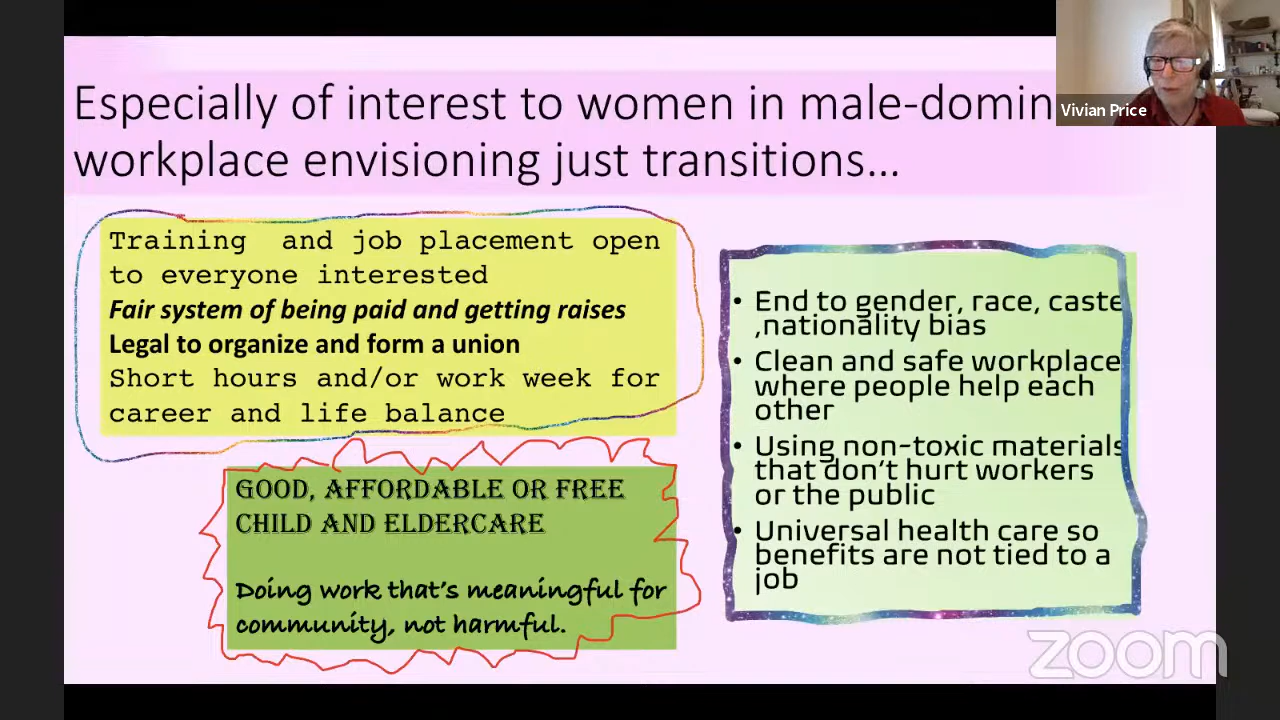 Especially of interest to women in male-domin
workplace envisioning just transitions...
Vivian Price
Training and job placement open
to everyone interested
Fair system of being paid and getting raises
Legal to organize and form a union
Short hours and/or work week for
career and life balance
GOOD, AFFORDABLE OR FREE
CHILD AND ELDERCARE
Doing work that's meaningful for
community, not harmful.
• End to gender, race, caste
,nationality bias
• Clean and safe workplace
where people help each
other
• Using non-toxic materials
that don't hurt workers
or the public
• Universal health care so
benefits are not tied to a
job
zoom